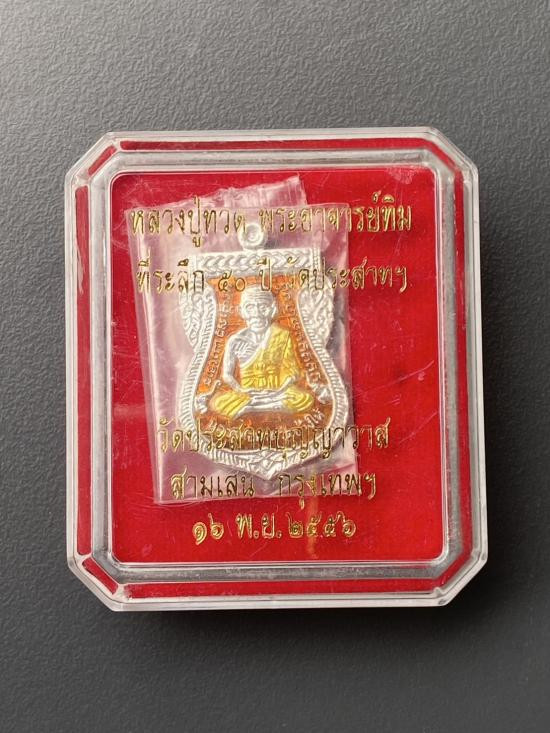 หลวงปู่ทวด พระอาจารย์ทิม
ที่ระลึก ๕๐ ปี วัดประสาทฯ
วัดประสาทบุญญาวาส
สามเสน กรุงเทพฯ
๑๖ พ.ย. ๒๕๕๖